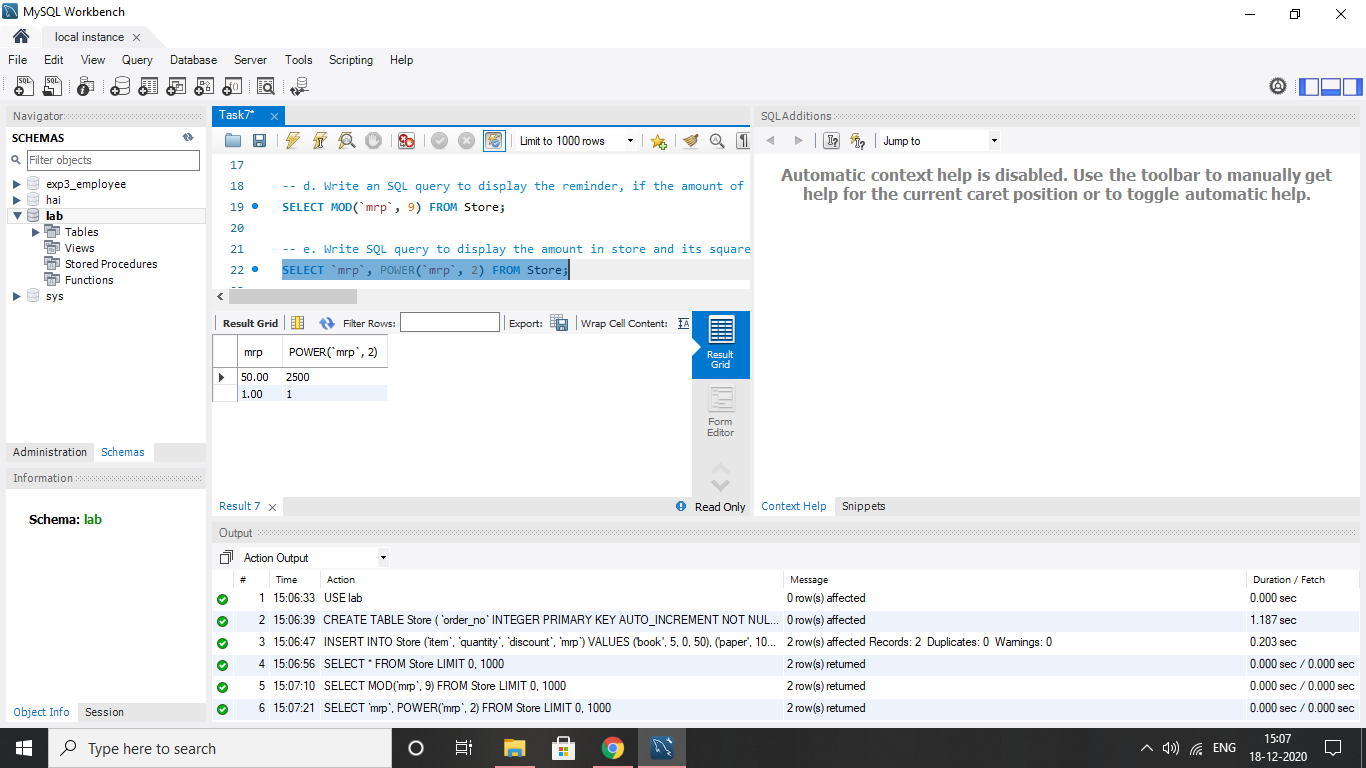 MySQL Workbench
local instance
File Edit View Query Database Server Tools Scripting Help
Navigator
SCHEMAS
Filter objects
exp3_employee
hai
lab
Tables
Views
Stored Procedures
Functions
sys
Administration Schemas
Information
Schema: lab
Object Info Session
Task7*
Limit to 1000 rows
17
18 -- d. Write an SQL query to display the reminder, if the amount of
19 SELECT MOD(`mrp`, 9) FROM Store;
20
21 -- e. Write SQL query to display the amount in store and its square
22 SELECT `mrp`, POWER(`mrp`, 2) FROM Store;
Result Grid Filter Rows: Export: Wrap Cell Content:
mrp POWER(`mrp`, 2)
50.00 2500
1.00 1
Result
Grid
Form
Editor
Result 7
Read Only
SQLAdditions
Jump to
Automatic context help is disabled. Use the toolbar to manually get
help for the current caret position or to toggle automatic help.
Context Help Snippets
Output
Action Output
# Time Action Message Duration / Fetch
1 15:06:33 USE lab 0 row(s) affected 0.000 sec
2 15:06:39 CREATE TABLE Store ( `order_no` INTEGER PRIMARY KEY AUTO_INCREMENT NOT NUL... 0 row(s) affected 1.187 sec
3 15:06:47 INSERT INTO Store (`item`, `quantity`, `discount`, `mrp`) VALUES ('book', 5, 0, 50), ('paper', 10... 2 row(s) affected Records: 2 Duplicates: 0 Warnings: 0 0.203 sec
4 15:06:56 SELECT * FROM Store LIMIT 0, 1000 2 row(s) returned 0.000 sec / 0.000 sec
5 15:07:10 SELECT MOD(`mrp`, 9) FROM Store LIMIT 0, 1000 2 row(s) returned 0.000 sec / 0.000 sec
6 15:07:21 SELECT `mrp`, POWER(`mrp`, 2) FROM Store LIMIT 0, 1000 2 row(s) returned 0.000 sec / 0.000 sec
Type here to search
ENG
15:07
18-12-2020